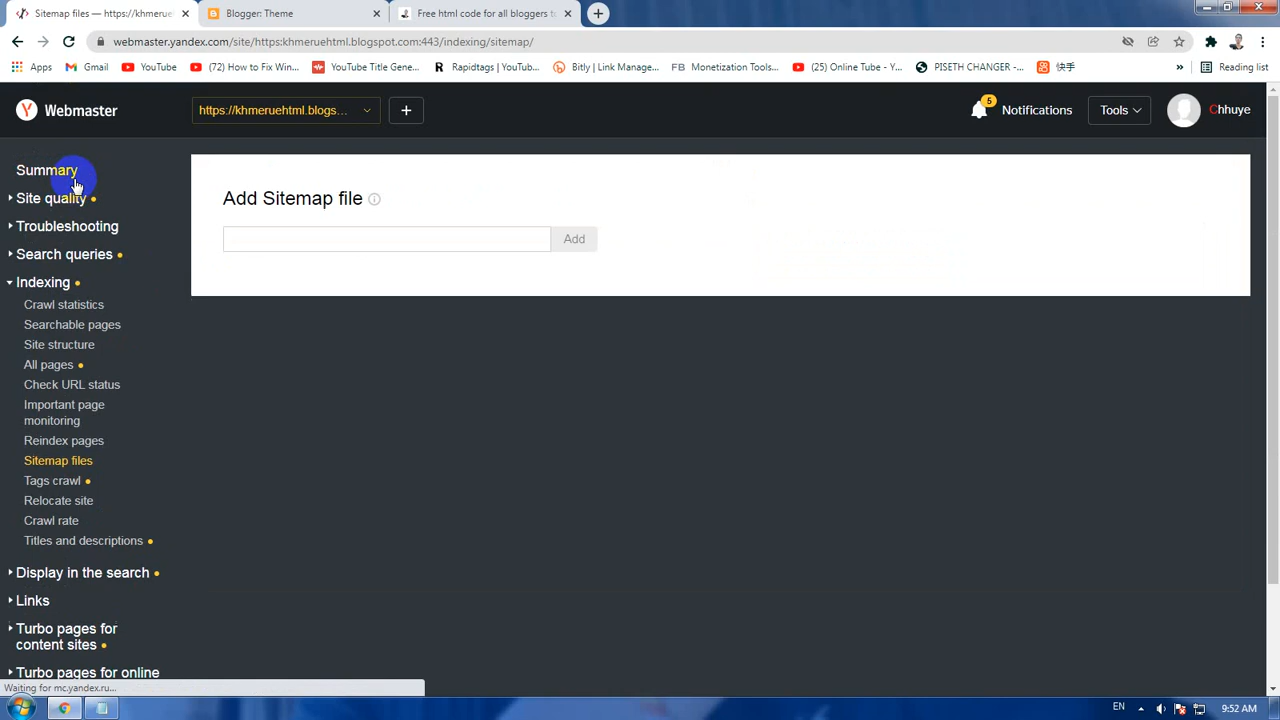 Sitemap files — https://khmerue
Blogger: Theme
Free html code for all bloggers t
webmaster.yandex.com/site/https:khmeruehtml.blogspot.com:443/indexing/sitemap/
Apps
Gmail
YouTube
(72) How to Fix Win...
YouTube Title Gene...
Rapidtags | YouTub...
Bitly | Link Manage...
FB Monetization Tools...
(25) Online Tube - Y...
PISETH CHANGER -...
快手
»
Reading list
Y Webmaster
https://khmeruehtml.blogs...
+
5
Notifications
Tools
Chhuye
Summary
Site quality
Troubleshooting
Search queries
Indexing
Crawl statistics
Searchable pages
Site structure
All pages
Check URL status
Important page
monitoring
Reindex pages
Sitemap files
Tags crawl
Relocate site
Crawl rate
Titles and descriptions
Display in the search
Links
Turbo pages for
content sites
Turbo pages for online
Add Sitemap file
Add
Waiting for mc.yandex.ru...
EN
9:52 AM